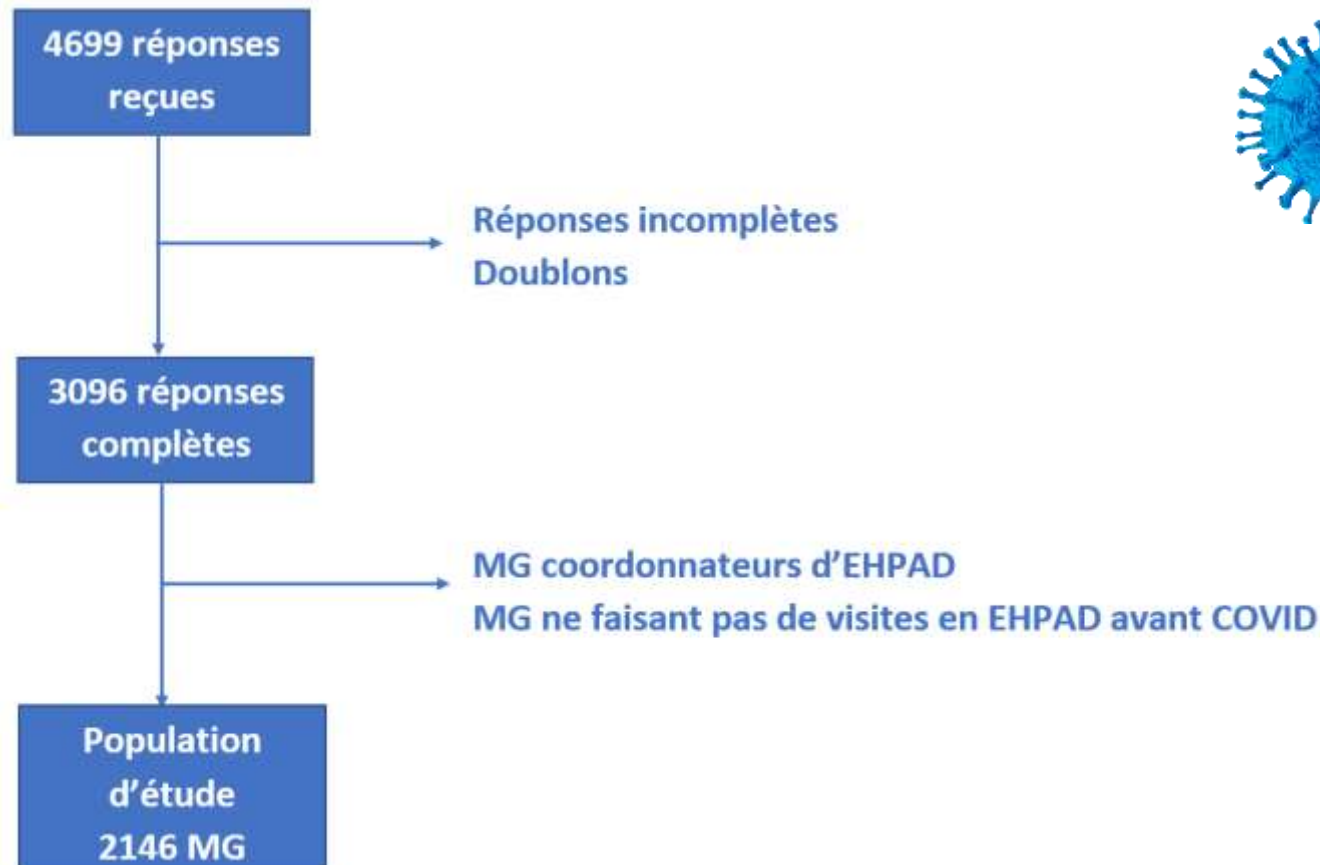 4699 réponses
reçues
Réponses incomplètes
Doublons
3096 réponses
complètes
MG coordonnateurs d’EHPAD
MG ne faisant pas de visites en EHPAD avant COVID
Population
d’étude
2146 MG